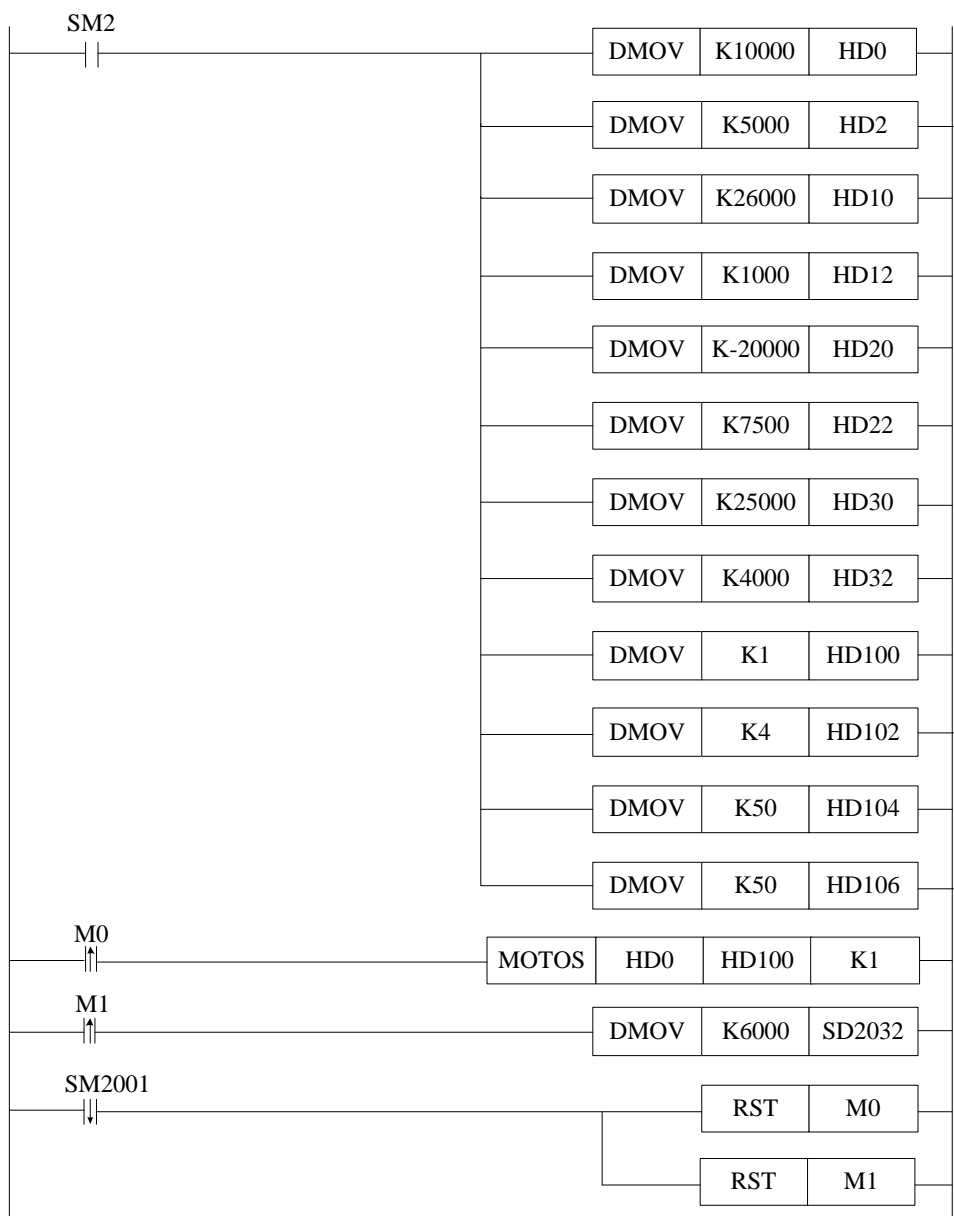 SM2
DMOV K10000 HD0
DMOV K5000 HD2
DMOV K26000 HD10
DMOV K1000 HD12
DMOV K-20000 HD20
DMOV K7500 HD22
DMOV K25000 HD30
DMOV K4000 HD32
DMOV K1 HD100
DMOV K4 HD102
DMOV K50 HD104
DMOV K50 HD106
M0
MOTOS HD0 HD100 K1
M1
DMOV K6000 SD2032
SM2001
RST M0
RST M1